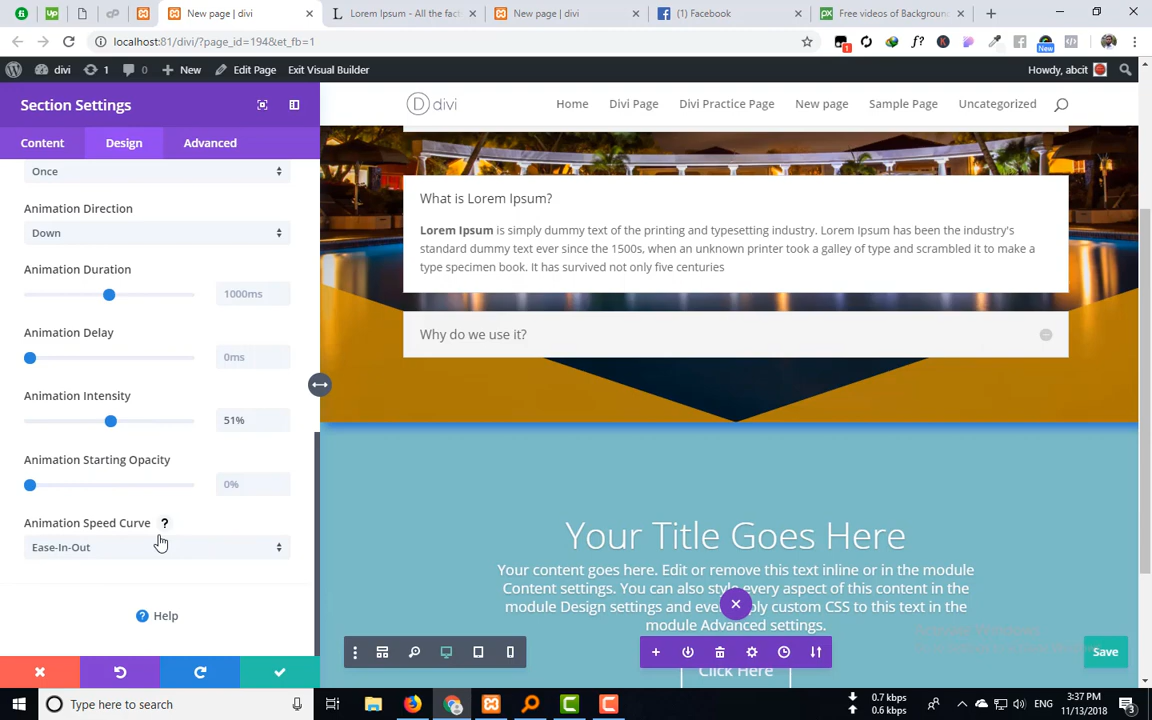 New page | divi
Lorem Ipsum - All the fac
New page | divi
(1) Facebook
Free videos of Background
localhost:81/divi/?page_id=194&et_fb=1
divi
1
0
New
Edit Page
Exit Visual Builder
Howdy, abcit
Section Settings
Content
Design
Advanced
Once
Animation Direction
Down
Animation Duration
1000ms
Animation Delay
0ms
Animation Intensity
51%
Animation Starting Opacity
0%
Animation Speed Curve ?
Ease-In-Out
Help
divi
Home
Divi Page
Divi Practice Page
New page
Sample Page
Uncategorized
What is Lorem Ipsum?
Lorem Ipsum is simply dummy text of the printing and typesetting industry. Lorem Ipsum has been the industry's
standard dummy text ever since the 1500s, when an unknown printer took a galley of type and scrambled it to make a
type specimen book. It has survived not only five centuries
Why do we use it?
Your Title Goes Here
Your content goes here. Edit or remove this text inline or in the module
Content settings. You can also style every aspect of this content in the
module Design settings and even apply custom CSS to this text in the
module Advanced settings.
Click Here
Save
Type here to search
0.7 kbps
0.6 kbps
ENG
3:37 PM
11/13/2018
3